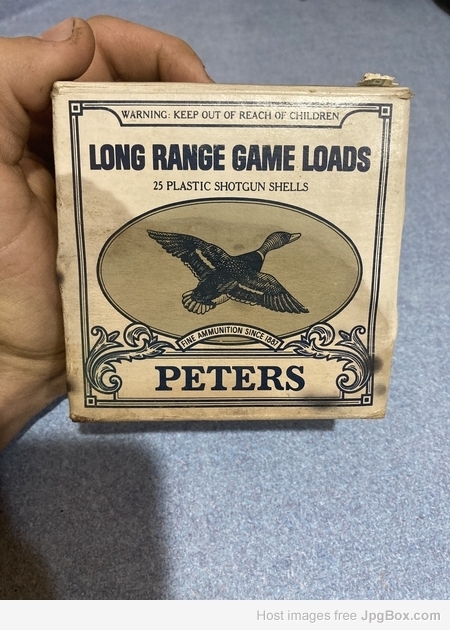 WARNING: KEEP OUT OF REACH OF CHILDREN
LONG RANGE GAME LOADS
25 PLASTIC SHOTGUN SHELLS
FINE AMMUNITION SINCE 1887
PETERS
Host images free JpgBox.com